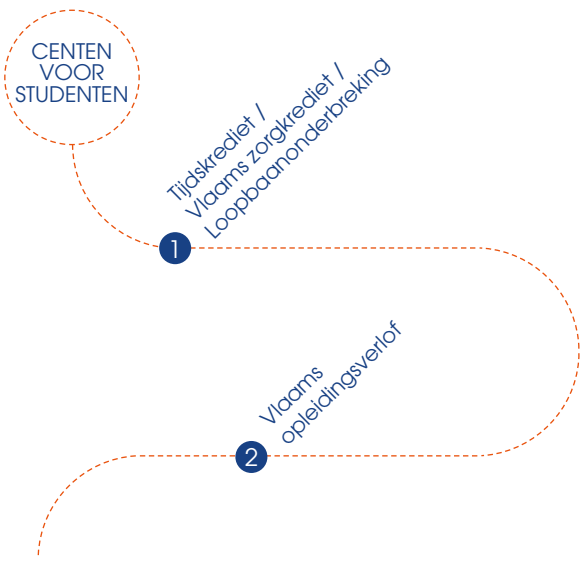 CENTEN
VOOR
STUDENTEN
Tijdskrediet /
Vlaams zorgkrediet /
Loopbaanonderbreking
1
Vlaams
opleidingsverlof
2